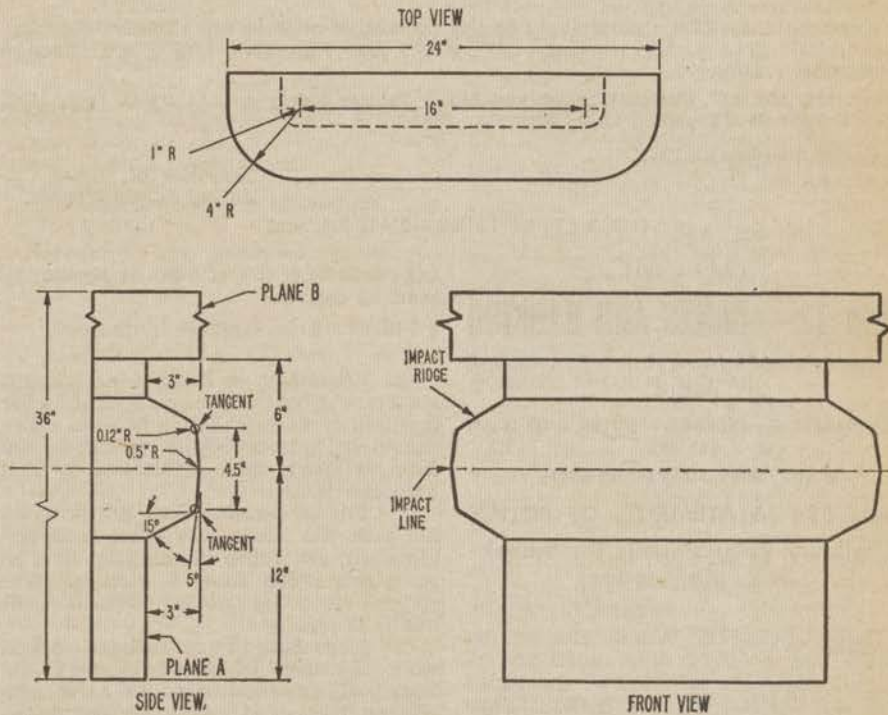 TOP VIEW
24"
16"
1" R
4" R
PLANE B
3"
6"
TANGENT
36"
0.12" R
0.5" R
4.5"
15°
TANGENT
5°
12"
3"
PLANE A
SIDE VIEW.
IMPACT
RIDGE
IMPACT
LINE
FRONT VIEW